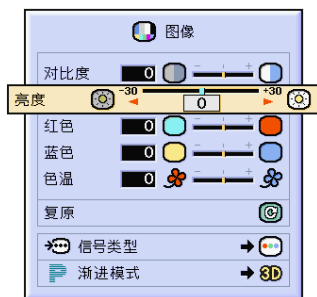 图像
对比度 0 - +
亮度 -30 0 +30
红色 0 - +
蓝色 0 - +
色温 0 - +
复原
信号类型
P 渐进模式 3D